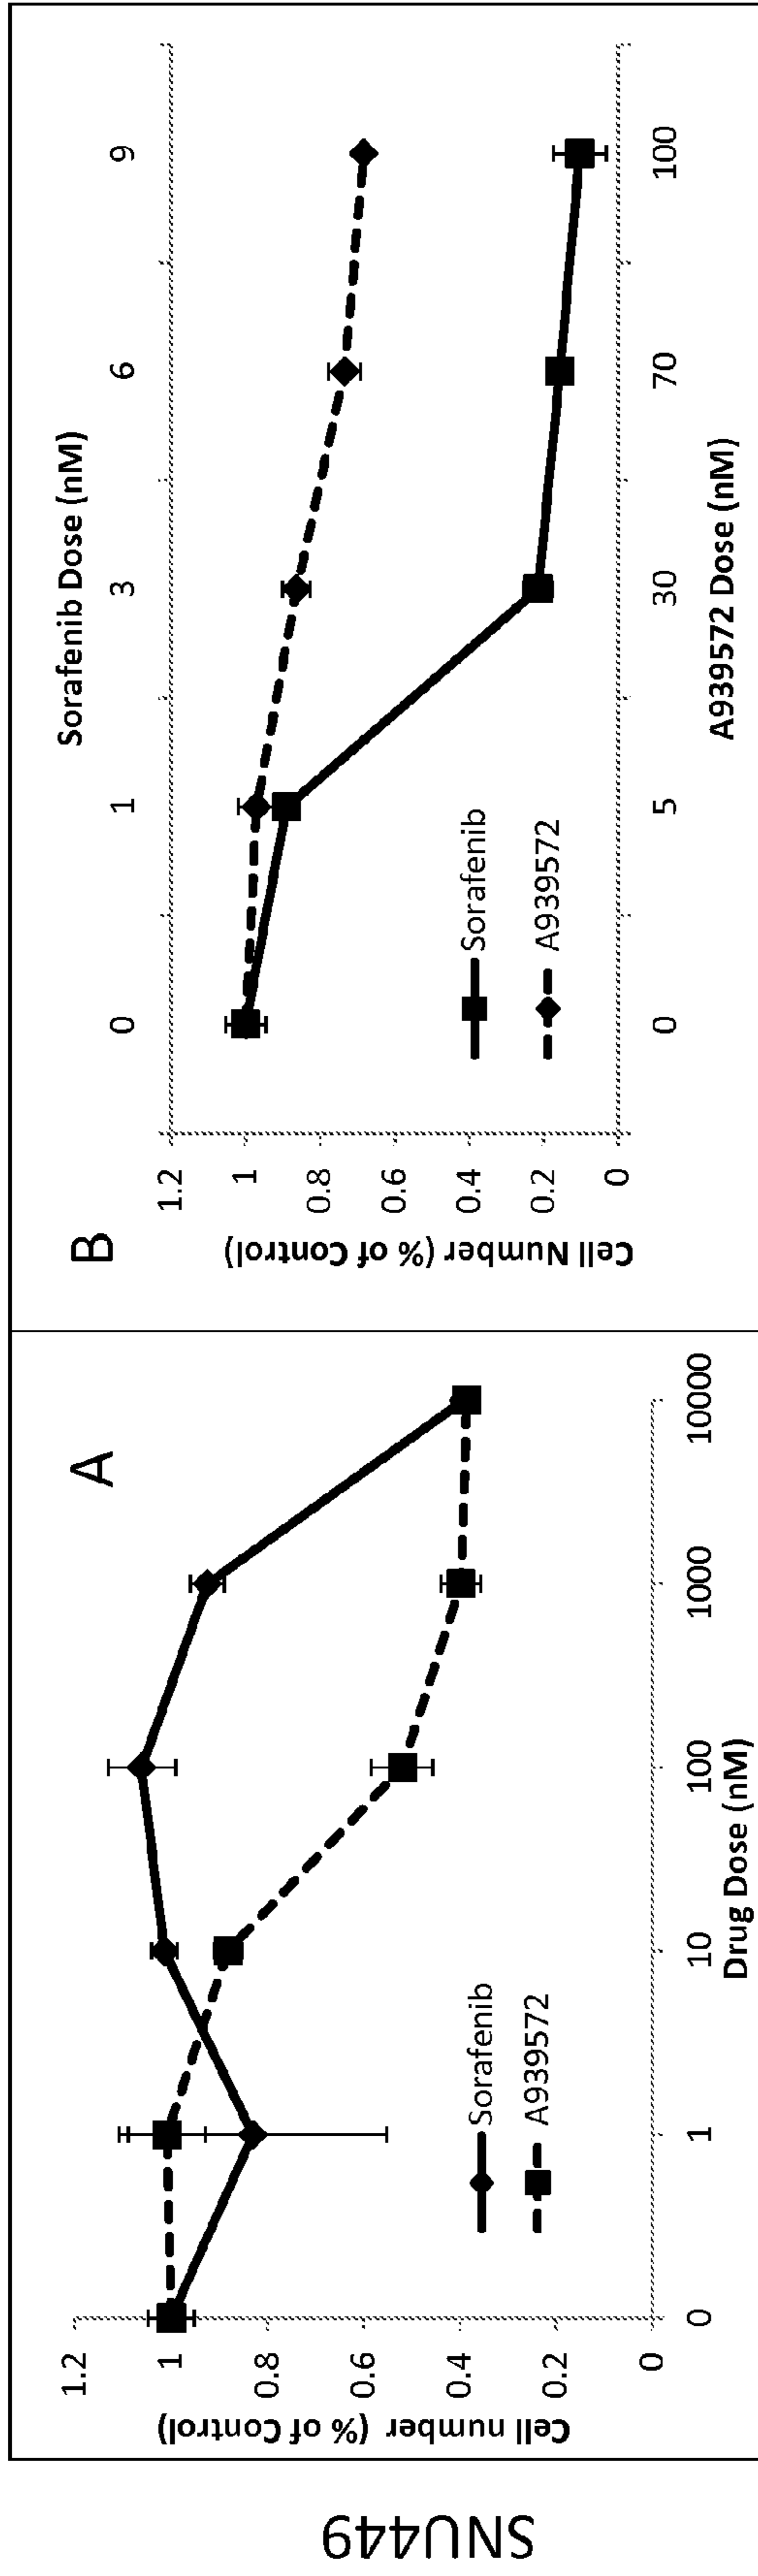 SNU449
A
Cell number (% of Control)
1.2
1
0.8
0.6
0.4
0.2
0
Sorafenib
A939572
0 1 10 100 1000 10000
Drug Dose (nM)
B
Sorafenib Dose (nM)
0 1 3 6 9
Cell Number (% of Control)
1.2
1
0.8
0.6
0.4
0.2
0
Sorafenib
A939572
0 5 30 70 100
A939572 Dose (nM)